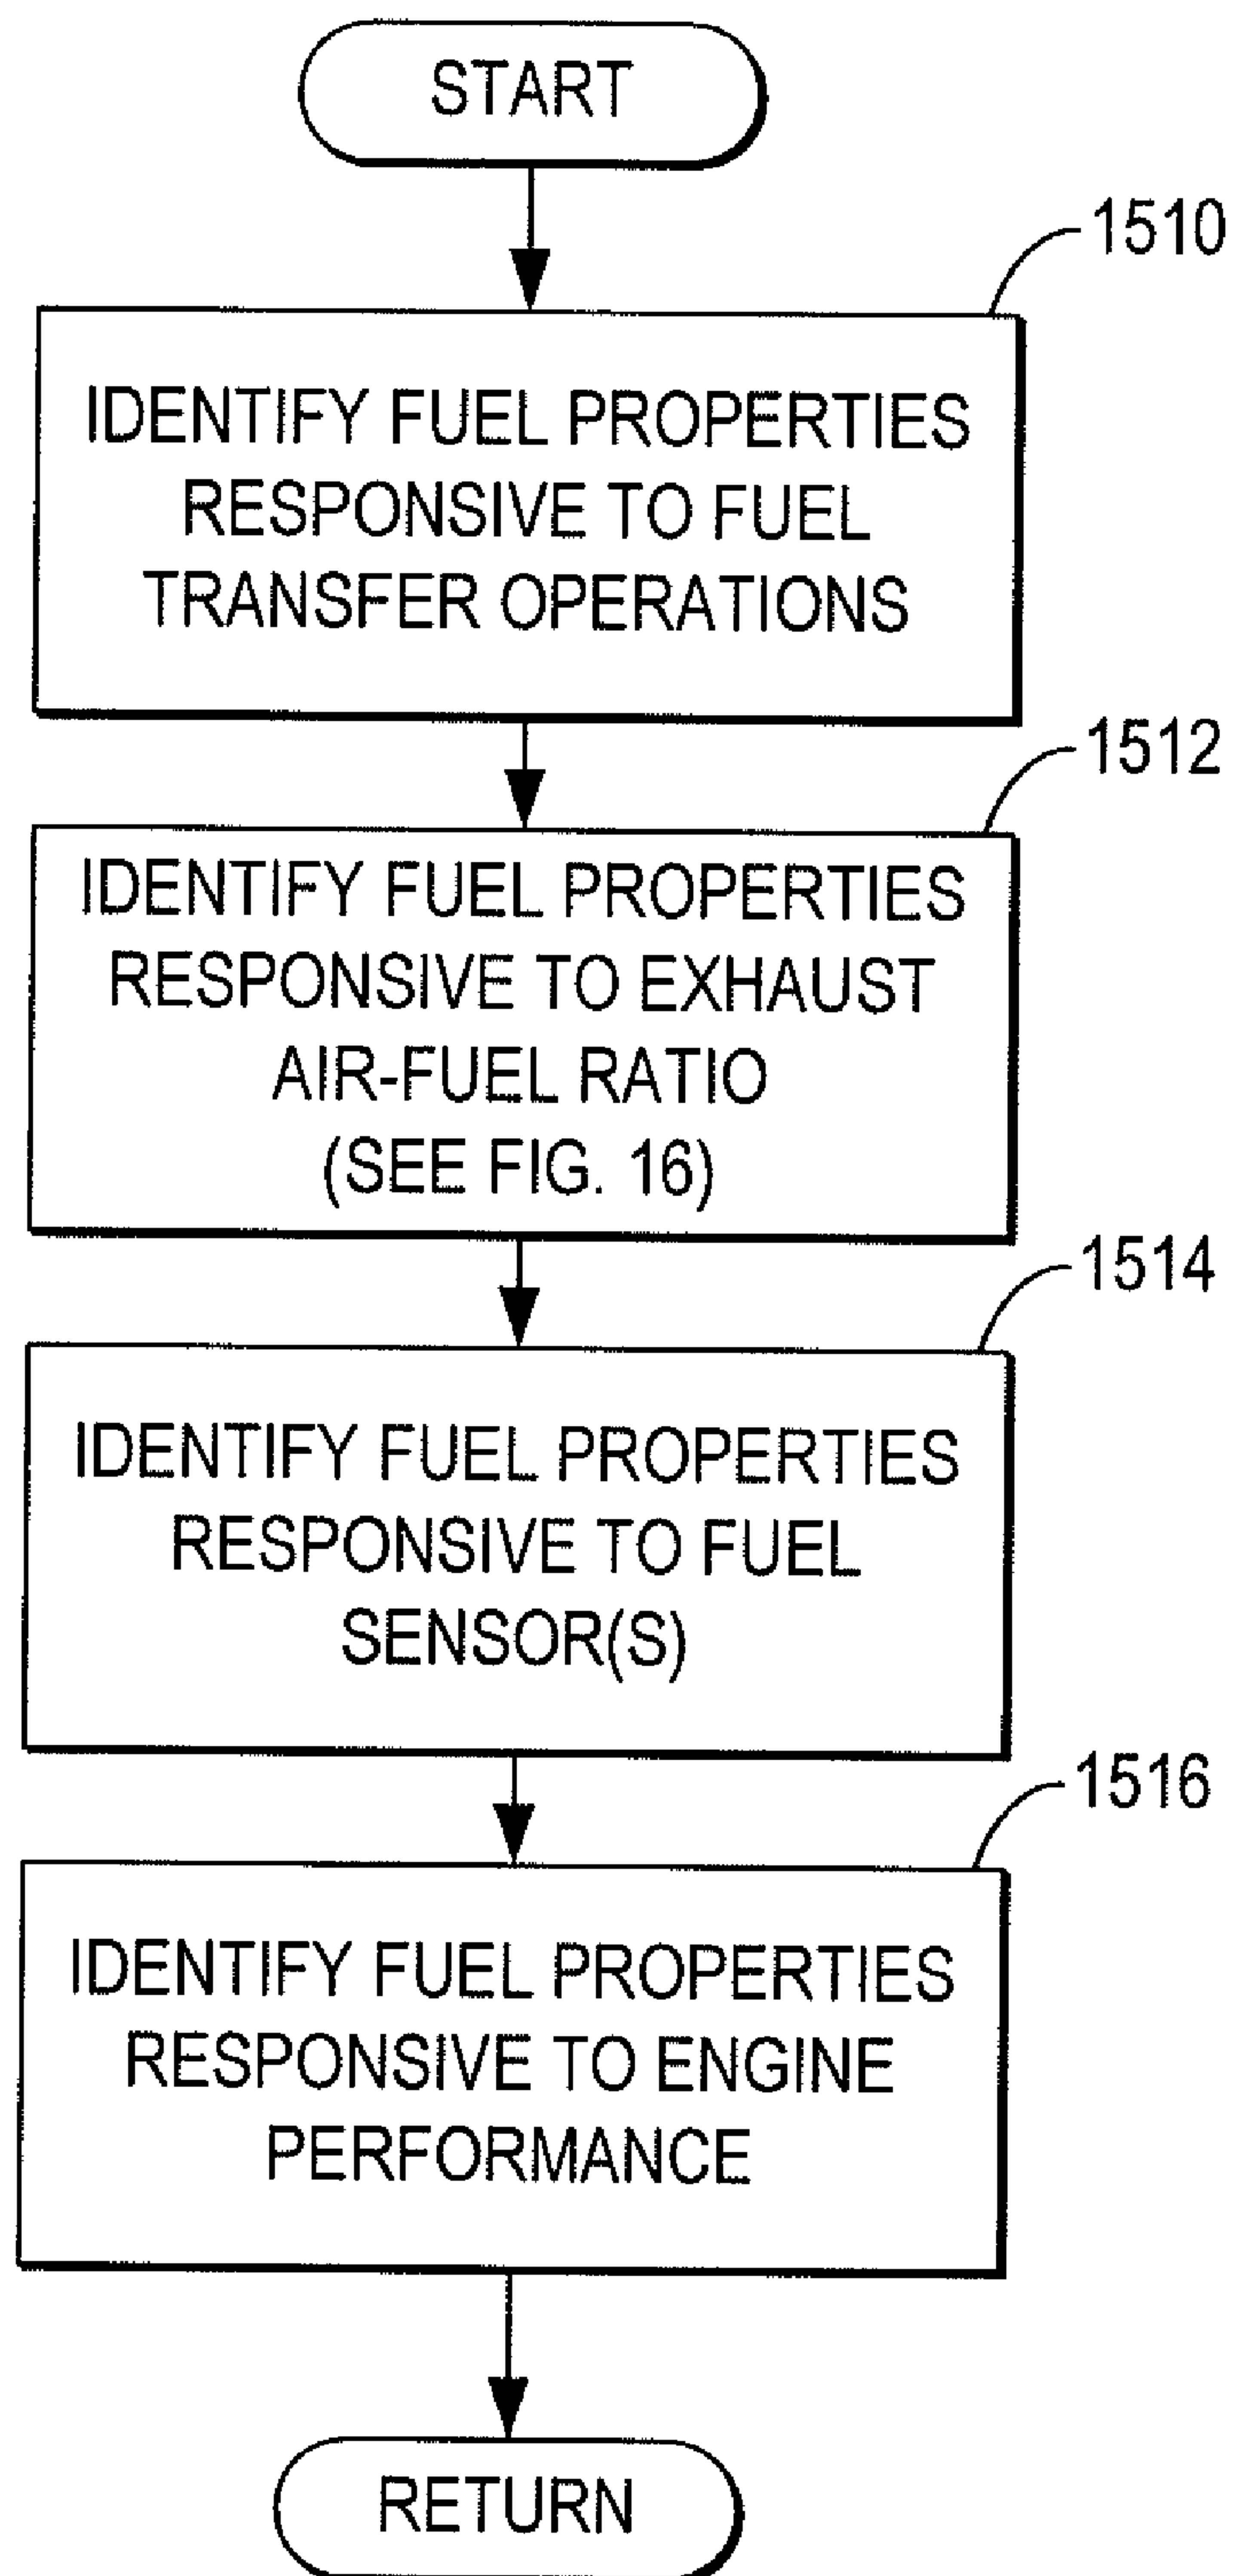 START
1510
IDENTIFY FUEL PROPERTIES
RESPONSIVE TO FUEL
TRANSFER OPERATIONS
1512
IDENTIFY FUEL PROPERTIES
RESPONSIVE TO EXHAUST
AIR-FUEL RATIO
(SEE FIG. 16)
1514
IDENTIFY FUEL PROPERTIES
RESPONSIVE TO FUEL
SENSOR(S)
1516
IDENTIFY FUEL PROPERTIES
RESPONSIVE TO ENGINE
PERFORMANCE
RETURN